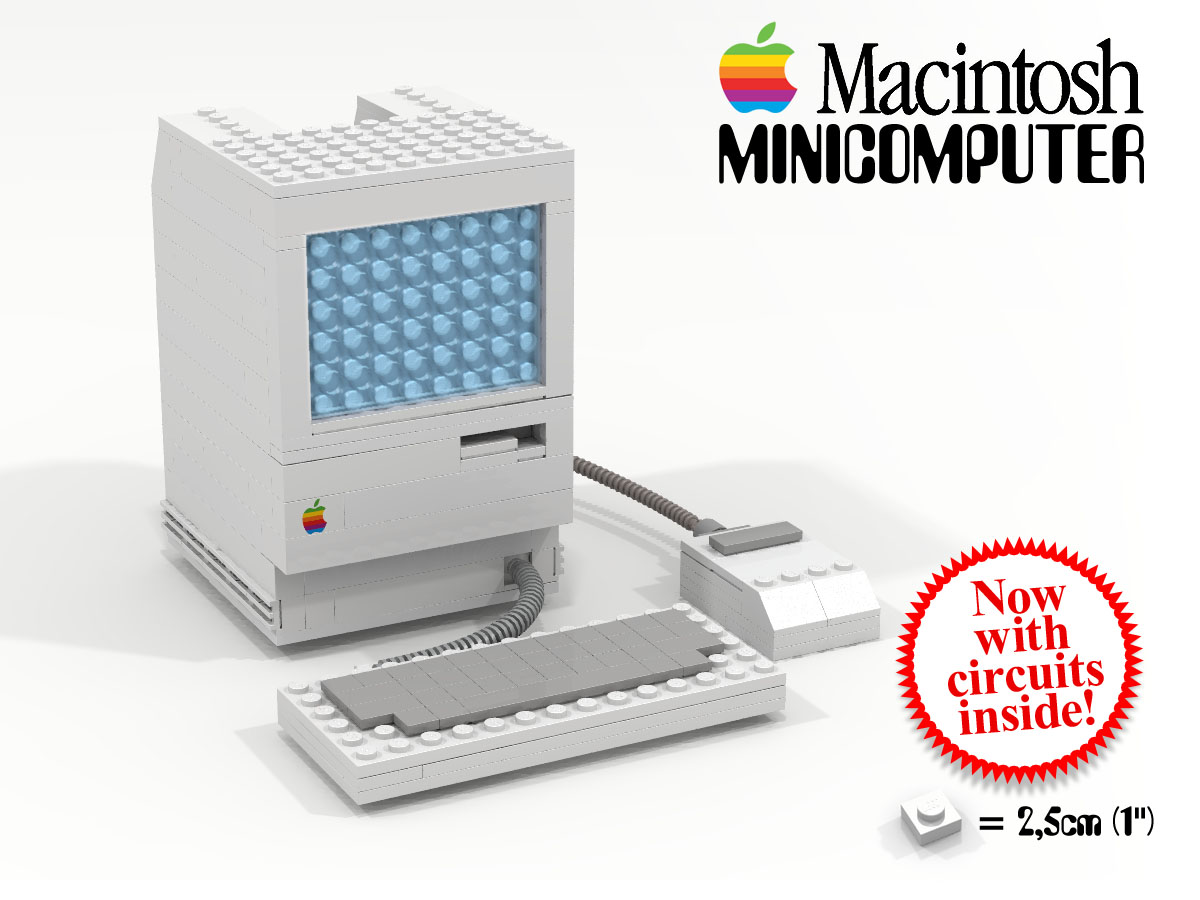 Macintosh
MINICOMPUTER
Now
with
circuits
inside!
= 2,5cm (1")